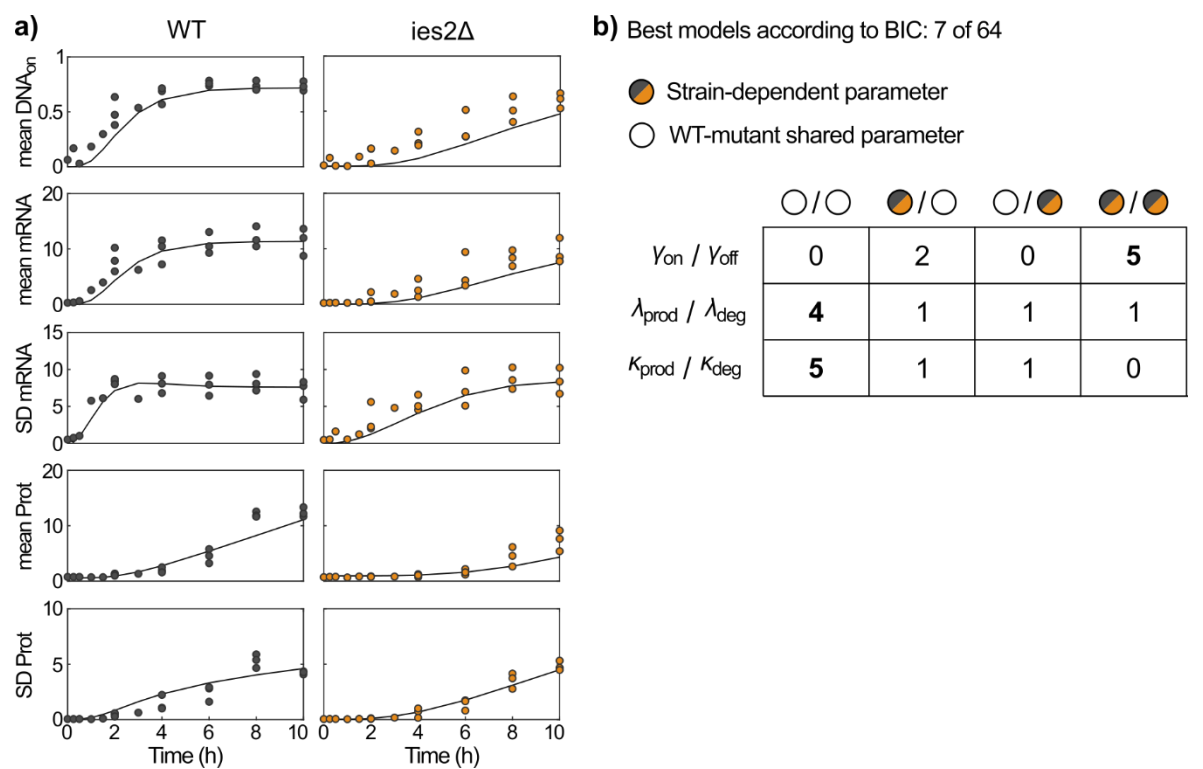 a)
WT
ies2Δ
mean DNAon
1
0.5
0
mean mRNA
20
10
0
SD mRNA
15
10
5
0
mean Prot
20
10
0
SD Prot
10
5
0
0 2 4 6 8 10
0 2 4 6 8 10
Time (h)
Time (h)
b) Best models according to BIC: 7 of 64
Strain-dependent parameter
WT-mutant shared parameter
/ / / /
γon / γoff 0 2 0 5
λprod / λdeg 4 1 1 1
κprod / κdeg 5 1 1 0